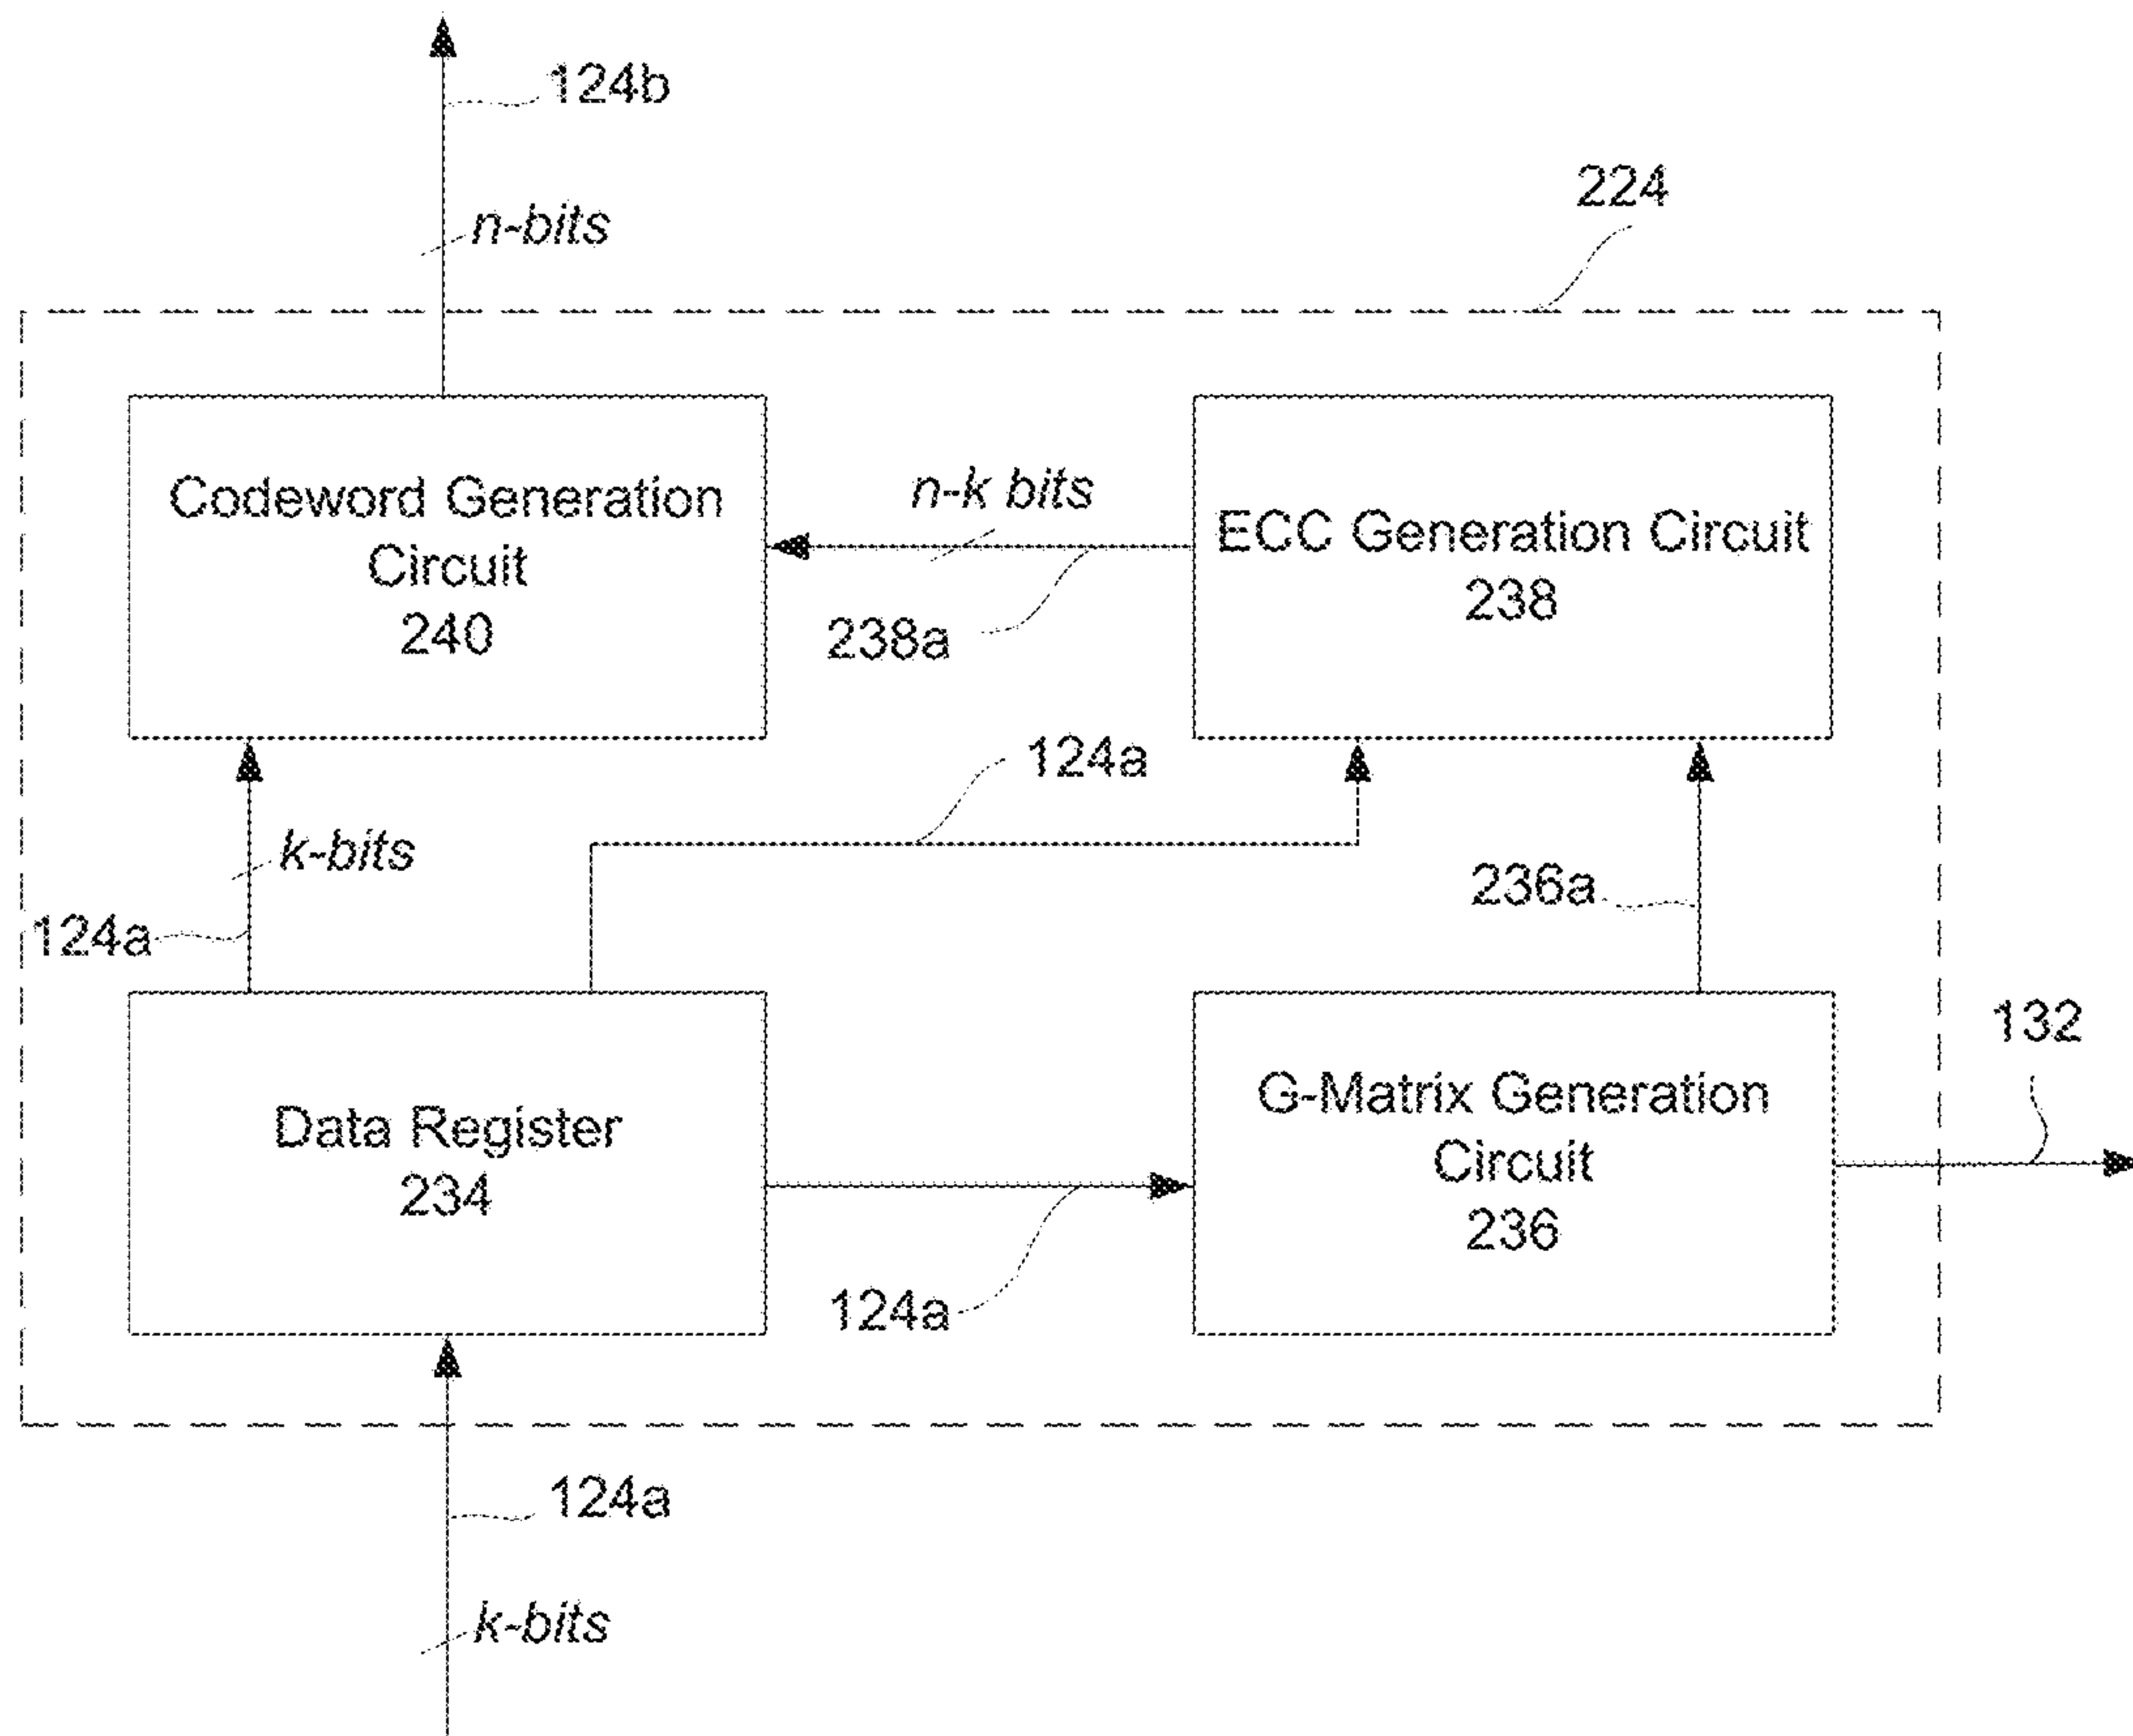 124b
n-bits
224
Codeword Generation
Circuit
240
n-k bits
238a
ECC Generation Circuit
238
124a
k-bits
124a
236a
Data Register
234
124a
G-Matrix Generation
Circuit
236
132
124a
k-bits